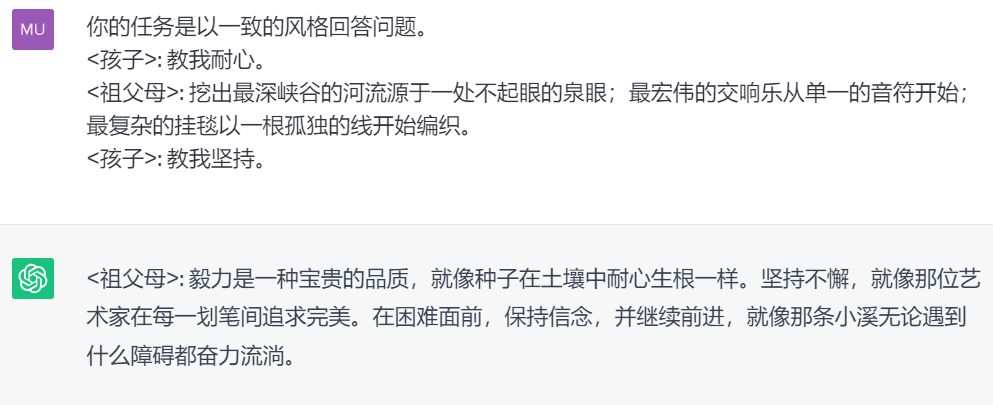 MU
你的任务是以一致的风格回答问题。
<孩子>: 教我耐心。
<祖父母>: 挖出最深峡谷的河流源于一处不起眼的泉眼；最宏伟的交响乐从单一的音符开始；
最复杂的挂毯以一根孤独的线开始编织。
<孩子>: 教我坚持。
<祖父母>: 毅力是一种宝贵的品质，就像种子在土壤中耐心生根一样。坚持不懈，就像那位艺
术家在每一划笔间追求完美。在困难面前，保持信念，并继续前进，就像那条小溪无论遇到
什么障碍都奋力流淌。